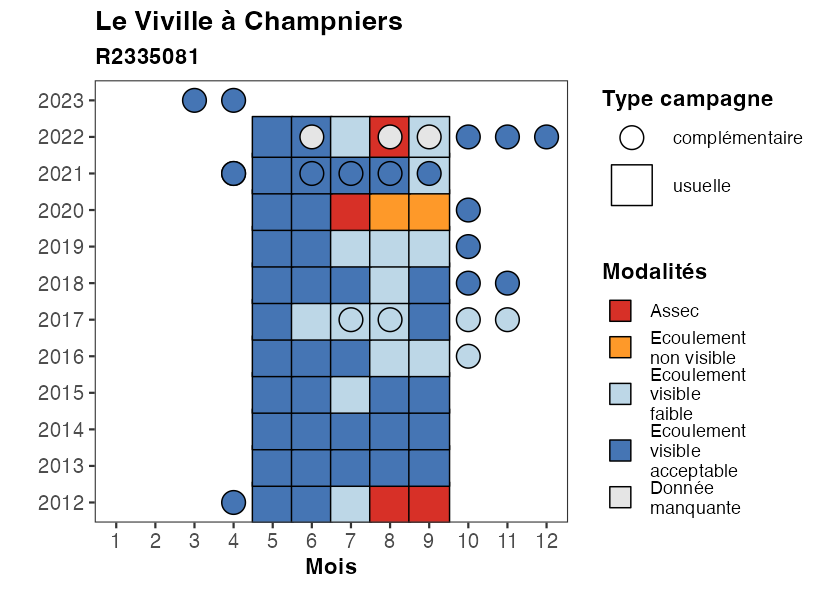 Le Viville à Champniers
R2335081
2023
2022
2021
2020
2019
2018
2017
2016
2015
2014
2013
2012
1 2 3 4 5 6 7 8 9 10 11 12
Mois
Type campagne
complémentaire
usuelle
Modalités
Assec
Ecoulement
non visible
Ecoulement
visible
faible
Ecoulement
visible
acceptable
Donnée
manquante